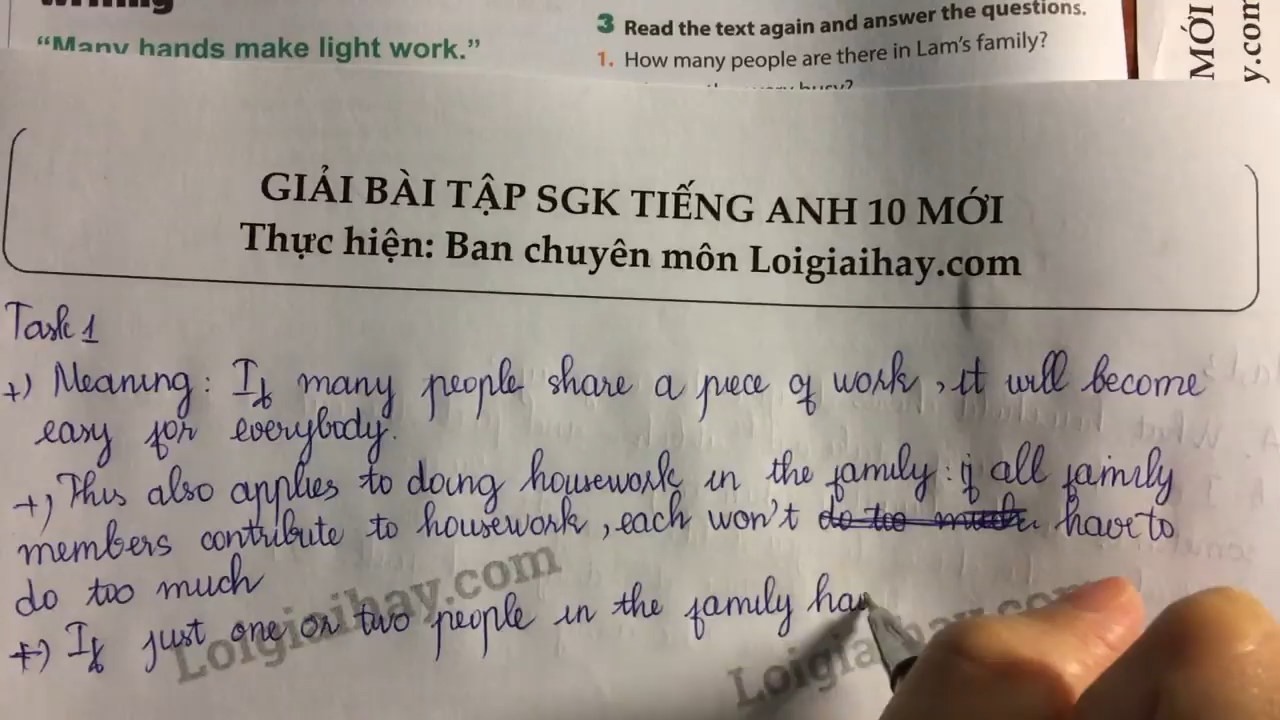 "Many hands make light work."
3 Read the text again and answer the questions.
1. How many people are there in Lam's family?
busy?
MỚI
y.com
GIẢI BÀI TẬP SGK TIẾNG ANH 10 MỚI
Thực hiện: Ban chuyên môn Loigiaihay.com
Task 1
+) Meaning: If many people share a piece of work, it will become
easy for everybody.
+) This also applies to doing housework in the family: if all family
members contribute to housework, each won't do too much have to
do too much
+) If just one or two people in the family hav
Loigiaihay.com
Loigiaihay.com